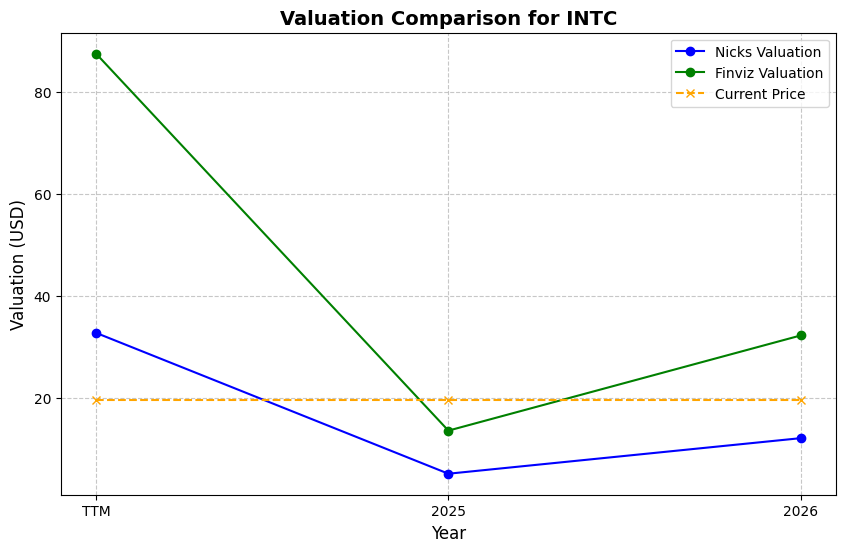 Valuation Comparison for INTC
Nicks Valuation
Finviz Valuation
Current Price
Valuation (USD)
80
60
40
20
TTM
2025
2026
Year